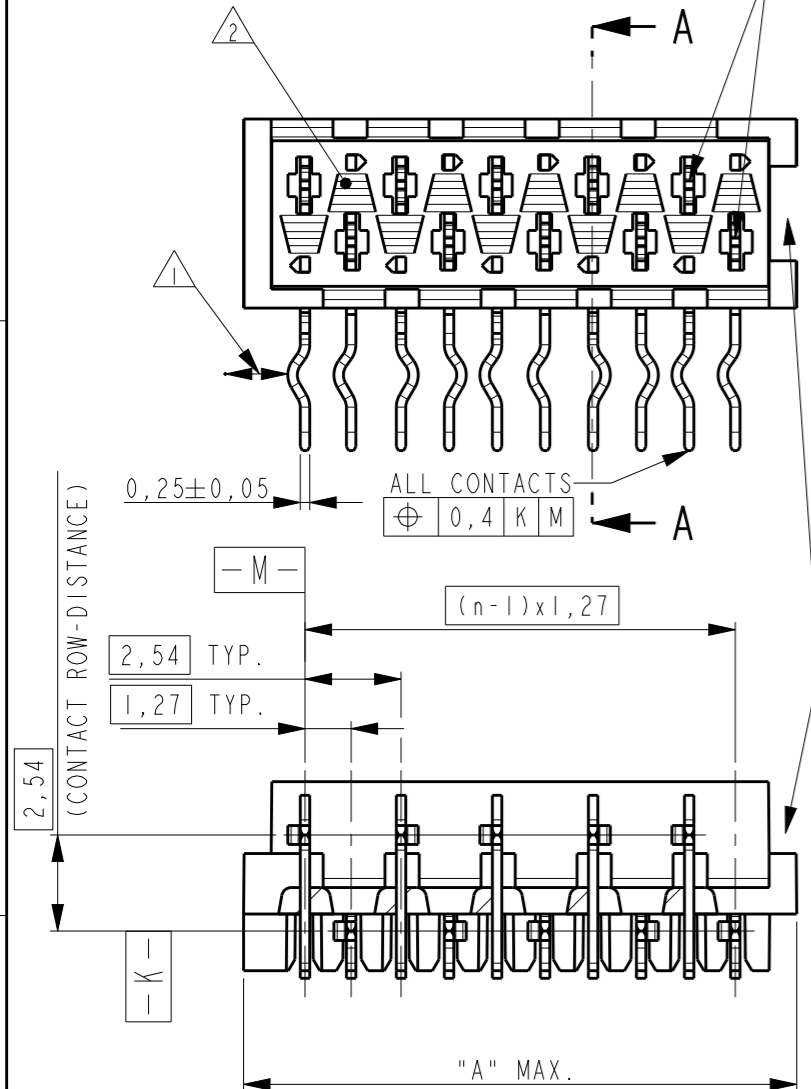 2
A
1
0,25±0,05
ALL CONTACTS
⌖ 0,4 K M
A
-M-
(n-1)x1,27
2,54 TYP.
1,27 TYP.
2,54
(CONTACT ROW-DISTANCE)
-K-
"A" MAX.